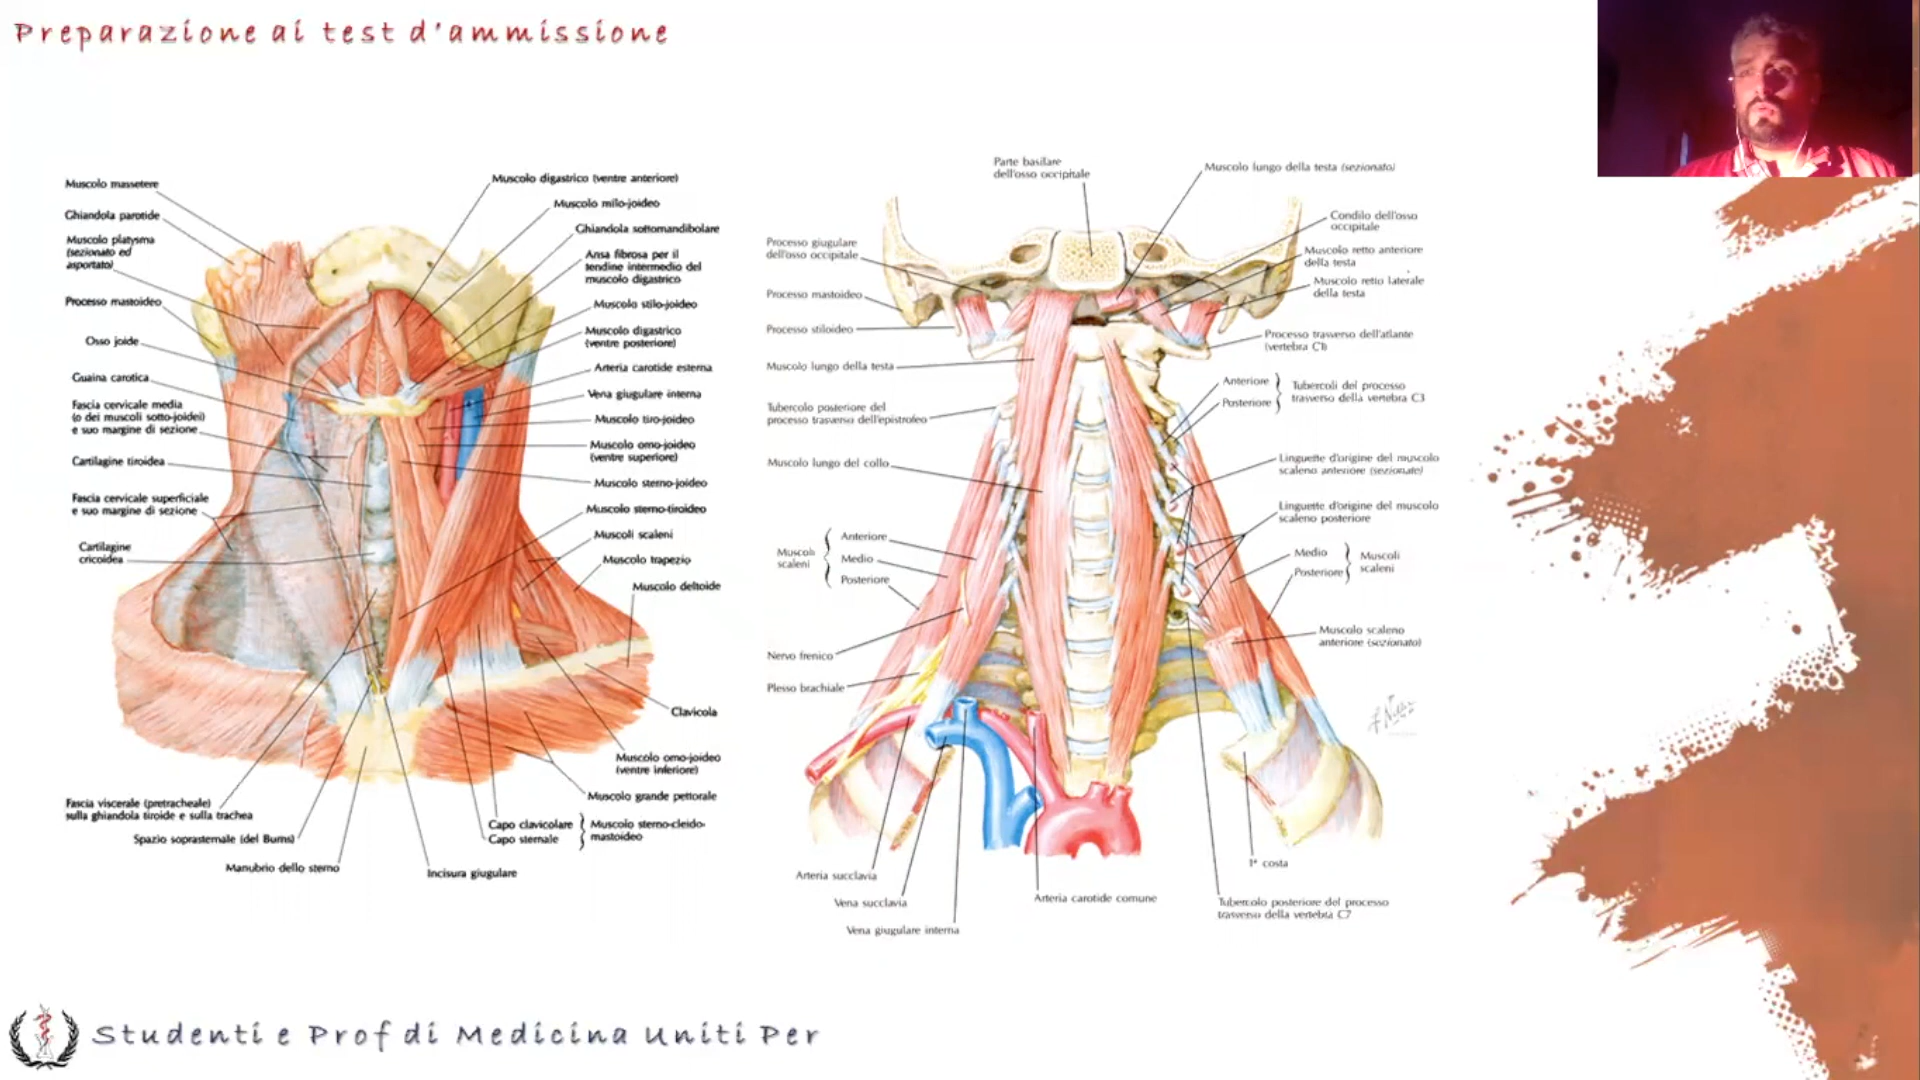 Preparazione ai test d'ammissione
Muscolo massetere
Ghiandola parotide
Muscolo platysma
(sezionato ed
asportato)
Processo mastoideo
Osso joide
Guaina carotica
Fascia cervicale media
(o dei muscoli sotto-joidei)
e suo margine di sezione
Cartilagine tiroidea
Fascia cervicale superficiale
e suo margine di sezione
Cartilagine
cricoidea
Fascia viscerale (pretracheale)
sulla ghiandola tiroide e sulla trachea
Spazio soprasternale (del Burns)
Manubrio dello sterno
Incisura giugulare
Muscolo digastrico (ventre anteriore)
Muscolo milo-joideo
Ghiandola sottomandibolare
Ansa fibrosa per il
tendine intermedio del
muscolo digastrico
Muscolo stilo-joideo
Muscolo digastrico
(ventre posteriore)
Arteria carotide esterna
Vena giugulare interna
Muscolo tiro-joideo
Muscolo omo-joideo
(ventre superiore)
Muscolo sterno-joideo
Muscolo sterno-tiroideo
Muscoli scaleni
Muscolo trapezio
Muscolo deltoide
Clavicola
Muscolo omo-joideo
(ventre inferiore)
Muscolo grande pettorale
Capo clavicolare
Capo sternale
Muscolo sterno-cleido-
mastoideo
Parte basilare
dell'osso occipitale
Muscolo lungo della testa (sezionato)
Processo giugulare
dell'osso occipitale
Processo mastoideo
Processo stiloideo
Muscolo lungo della testa
Tubercolo posteriore del
processo trasverso dell'epistrofeo
Muscolo lungo del collo
Muscoli
scaleni
Anteriore
Medio
Posteriore
Nervo frenico
Plesso brachiale
Arteria succlavia
Vena succlavia
Vena giugulare interna
Arteria carotide comune
Condilo dell'osso
occipitale
Muscolo retto anteriore
della testa
Muscolo retto laterale
della testa
Processo trasverso dell'atlante
(vertebra C1)
Anteriore
Posteriore
Tubercoli del processo
trasverso della vertebra C3
Linguette d'origine del muscolo
scaleno anteriore (sezionate)
Linguette d'origine del muscolo
scaleno posteriore
Medio
Posteriore
Muscoli
scaleni
Muscolo scaleno
anteriore (sezionato)
1ª costa
Tubercolo posteriore del processo
trasverso della vertebra C7
Studenti e Prof di Medicina Uniti Per